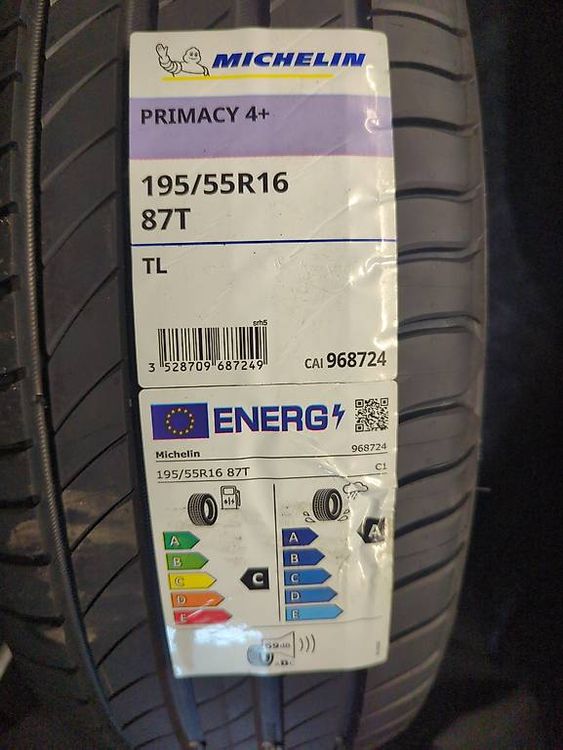 MICHELIN
PRIMACY 4+
195/55R16
87T
TL
srh5
3 528709 687249
CAI 968724
ENERG
Michelin 968724
195/55R16 87T C1
A A
A B
B C
C C D
D E
E